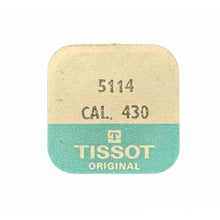 5114
CAL. 430
T
TISSOT
ORIGINAL